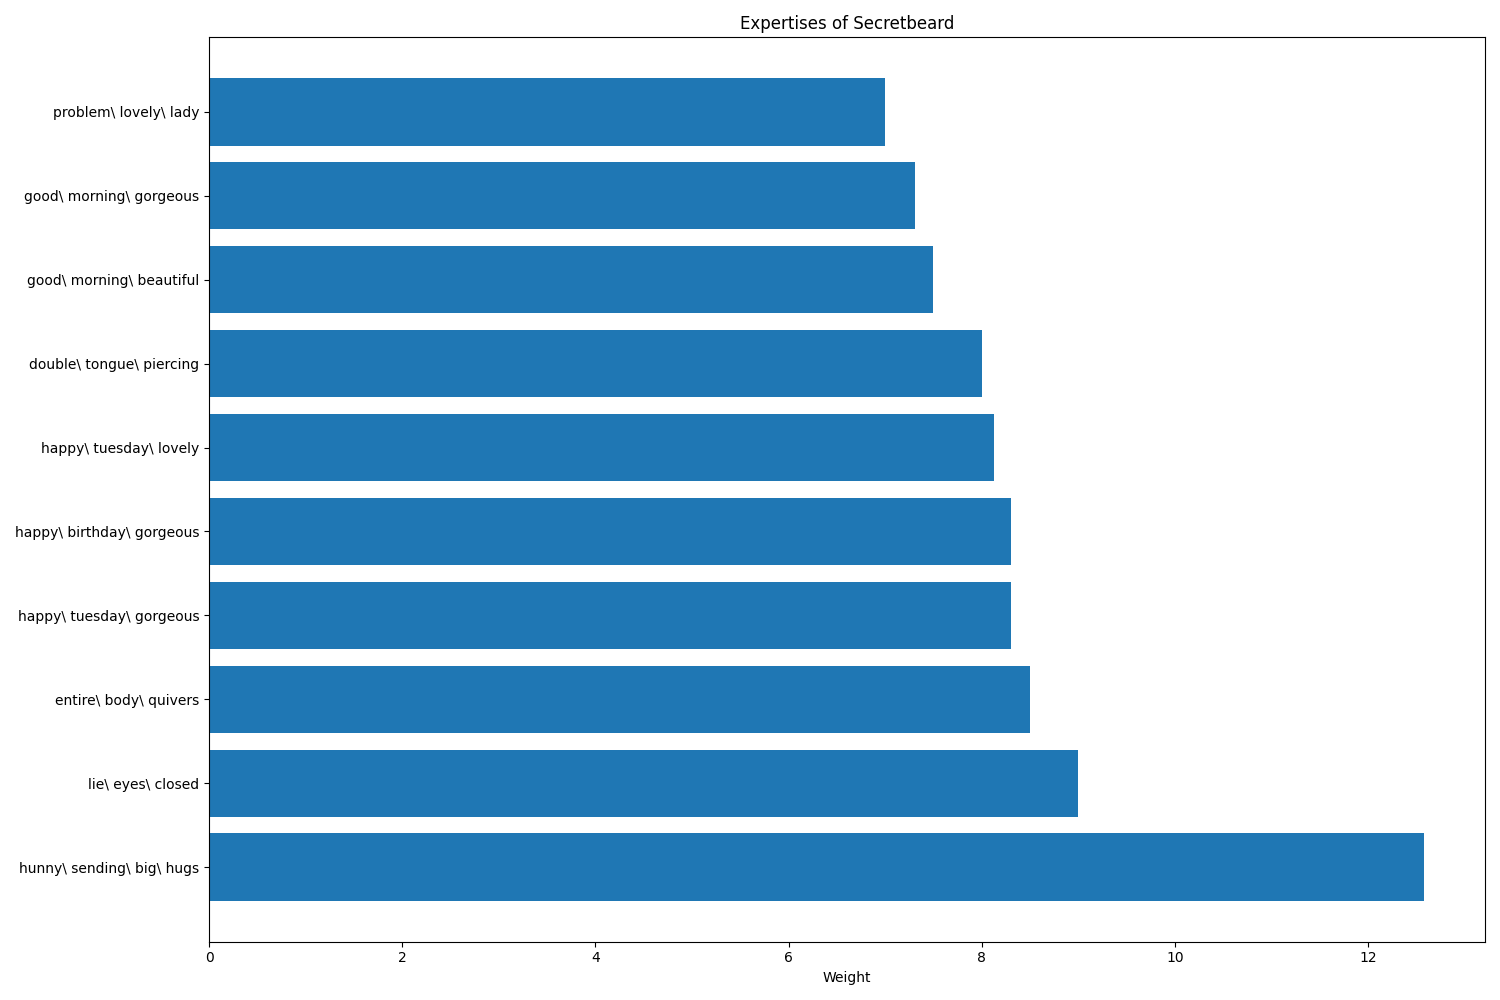 Expertises of Secretbeard
problem\ lovely\ lady
good\ morning\ gorgeous
good\ morning\ beautiful
double\ tongue\ piercing
happy\ tuesday\ lovely
happy\ birthday\ gorgeous
happy\ tuesday\ gorgeous
entire\ body\ quivers
lie\ eyes\ closed
hunny\ sending\ big\ hugs
0 2 4 6 8 10 12
Weight